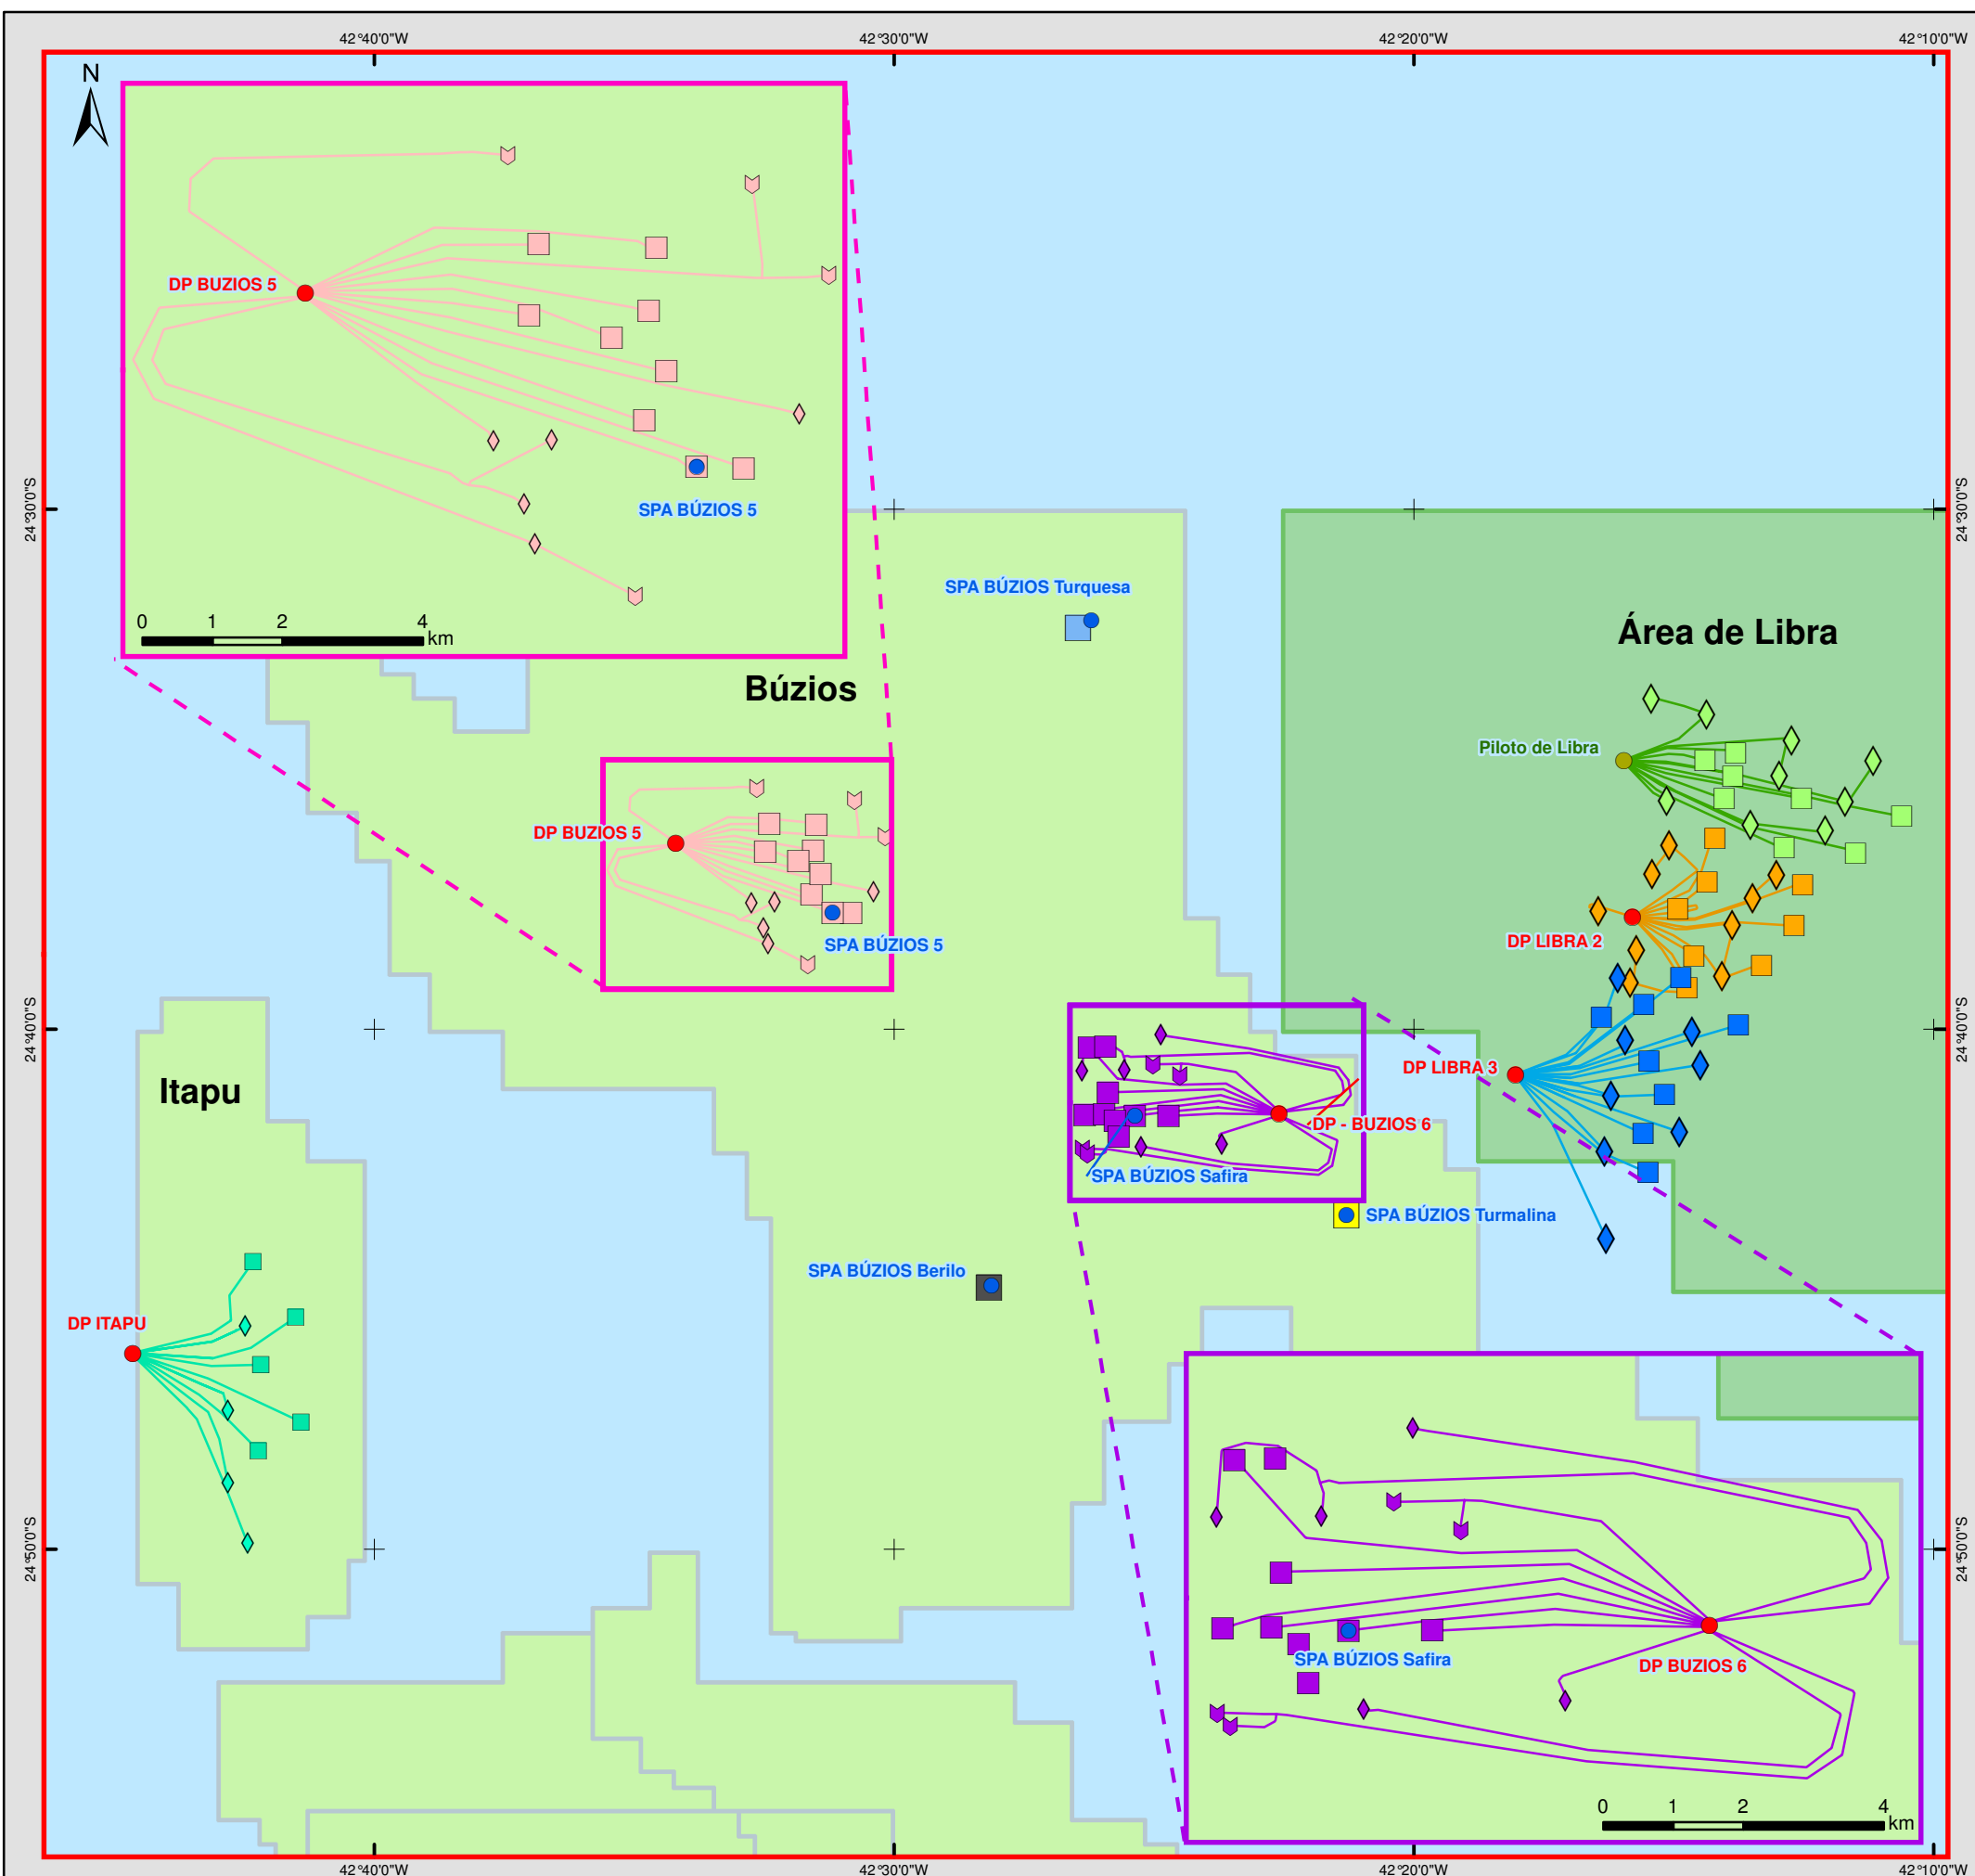 42°40'0"W
42°30'0"W
42°20'0"W
42°10'0"W
N
DP BUZIOS 5
24°30'0"S
SPA BÚZIOS 5
24°30'0"S
SPA BÚZIOS Turquesa
0 1 2 4
km
Área de Libra
Búzios
Piloto de Libra
DP BUZIOS 5
DP LIBRA 2
SPA BÚZIOS 5
24°40'0"S
24°40'0"S
DP LIBRA 3
Itapu
DP - BUZIOS 6
SPA BÚZIOS Safira
SPA BÚZIOS Turmalina
SPA BÚZIOS Berilo
DP ITAPU
24°50'0"S
24°50'0"S
SPA BÚZIOS Safira
DP BUZIOS 6
0 1 2 4
km
42°40'0"W
42°30'0"W
42°20'0"W
42°10'0"W